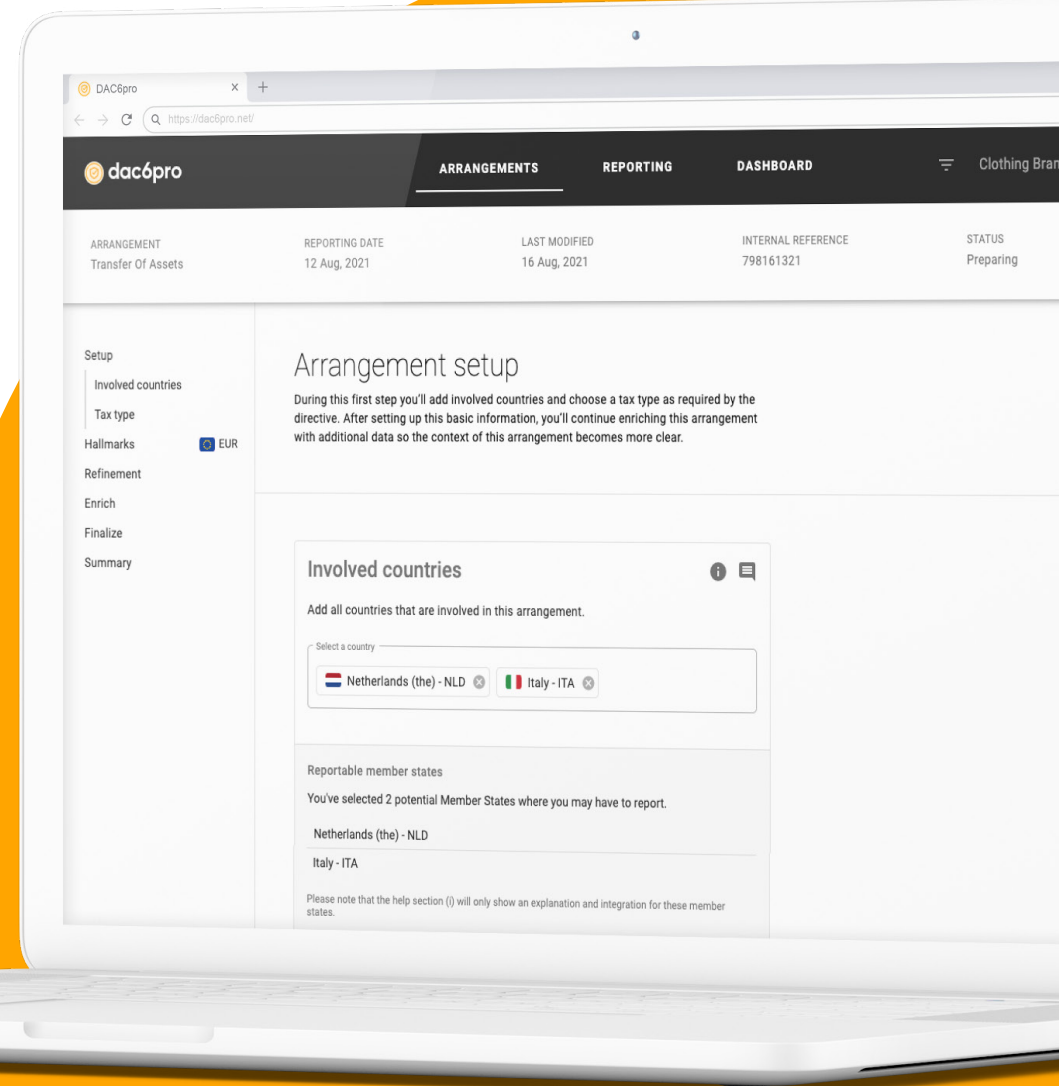 DAC6pro
https://dac6pro.net/
dac6pro
ARRANGEMENTS REPORTING DASHBOARD Clothing
ARRANGEMENT REPORTING DATE LAST MODIFIED INTERNAL REFERENCE STATUS
Transfer Of Assets 12 Aug, 2021 16 Aug, 2021 798161321 Preparing
Setup
Involved countries
Tax type
Hallmarks EUR
Refinement
Enrich
Finalize
Summary
Arrangement setup
During this first step you'll add involved countries and choose a tax type as required by the
directive. After setting up this basic information, you'll continue enriching this arrangement
with additional data so the context of this arrangement becomes more clear.
Involved countries
Add all countries that are involved in this arrangement.
Select a country
Netherlands (the) - NLD Italy - ITA
Reportable member states
You've selected 2 potential Member States where you may have to report.
Netherlands (the) - NLD
Italy - ITA
Please note that the help section (i) will only show an explanation and integration for these member
states.